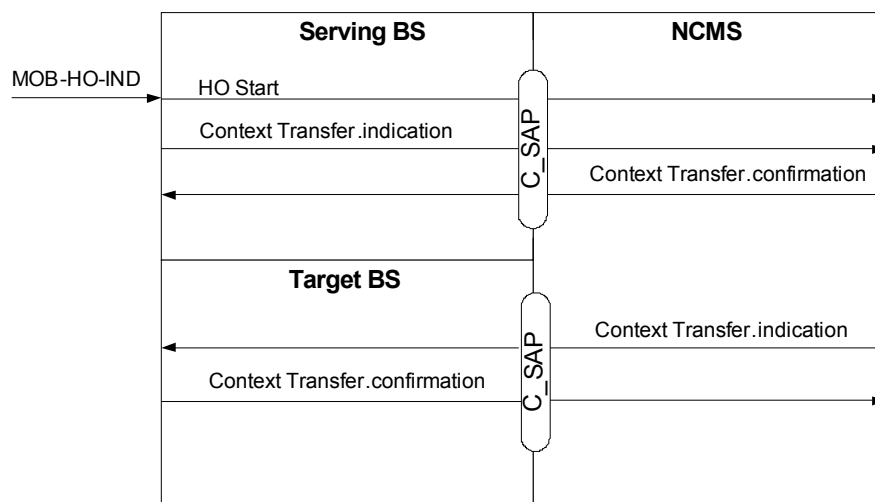 Serving BS
NCMS
MOB-HO-IND
HO Start
Context Transfer.indication
C_SAP
Context Transfer.confirmation
Target BS
Context Transfer.indication
C_SAP
Context Transfer.confirmation